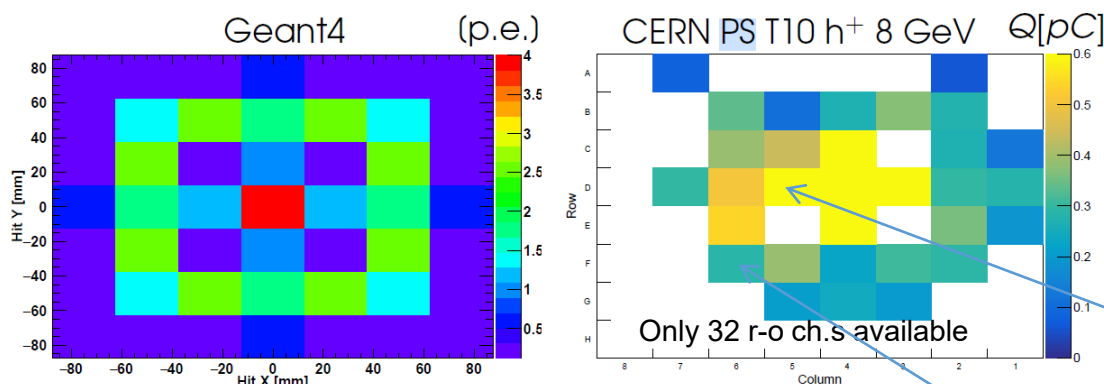 Geant4 (p.e.)
80
60
40
20
0
−20
−40
−60
−80
Hit Y [mm]
−80 −60 −40 −20 0 20 40 60 80
Hit X [mm]
4
3.5
3
2.5
2
1.5
1
0.5
CERN PS T10 h⁺ 8 GeV Q[pC]
A
B
C
D
E
F
G
H
Row
Only 32 r-o ch.s available
8 7 6 5 4 3 2 1
Column
0.6
0.5
0.4
0.3
0.2
0.1
0